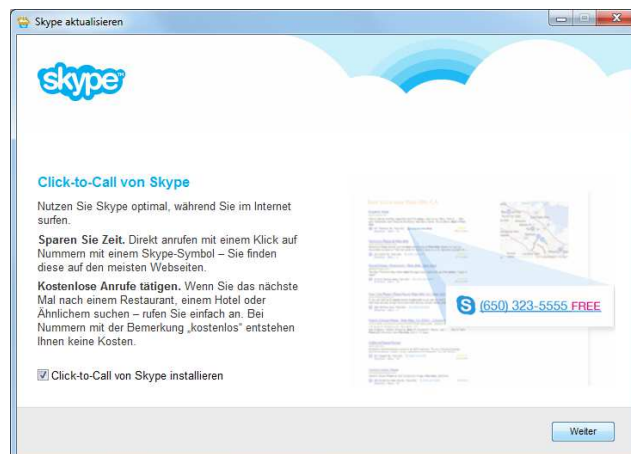 Skype aktualisieren
skype™
Click-to-Call von Skype
Nutzen Sie Skype optimal, während Sie im Internet
surfen.
Sparen Sie Zeit. Direkt anrufen mit einem Klick auf
Nummern mit einem Skype-Symbol – Sie finden
diese auf den meisten Webseiten.
Kostenlose Anrufe tätigen. Wenn Sie das nächste
Mal nach einem Restaurant, einem Hotel oder
Ähnlichem suchen – rufen Sie einfach an. Bei
Nummern mit der Bemerkung „kostenlos“ entstehen
Ihnen keine Kosten.
(650) 323-5555 FREE
Click-to-Call von Skype installieren
Weiter